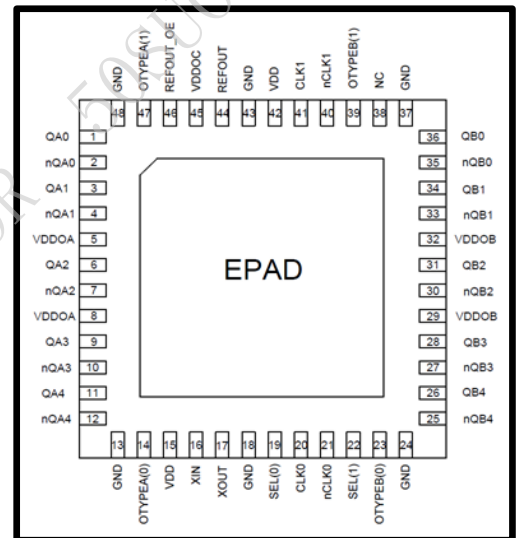 GND
OTYPEA(1)
REFOUT_OE
VDDOC
REFOUT
GND
VDD
CLK1
nCLK1
OTYPEB(1)
NC
GND
48 47 46 45 44 43 42 41 40 39 38 37
QA0 1 36 QB0
nQA0 2 35 nQB0
QA1 3 34 QB1
nQA1 4 33 nQB1
VDDOA 5 32 VDDOB
QA2 6 31 QB2
EPAD
nQA2 7 30 nQB2
VDDOA 8 29 VDDOB
QA3 9 28 QB3
nQA3 10 27 nQB3
QA4 11 26 QB4
nQA4 12 25 nQB4
13 14 15 16 17 18 19 20 21 22 23 24
GND
OTYPEA(0)
VDD
XIN
XOUT
GND
SEL(0)
CLK0
nCLK0
SEL(1)
OTYPEB(0)
GND